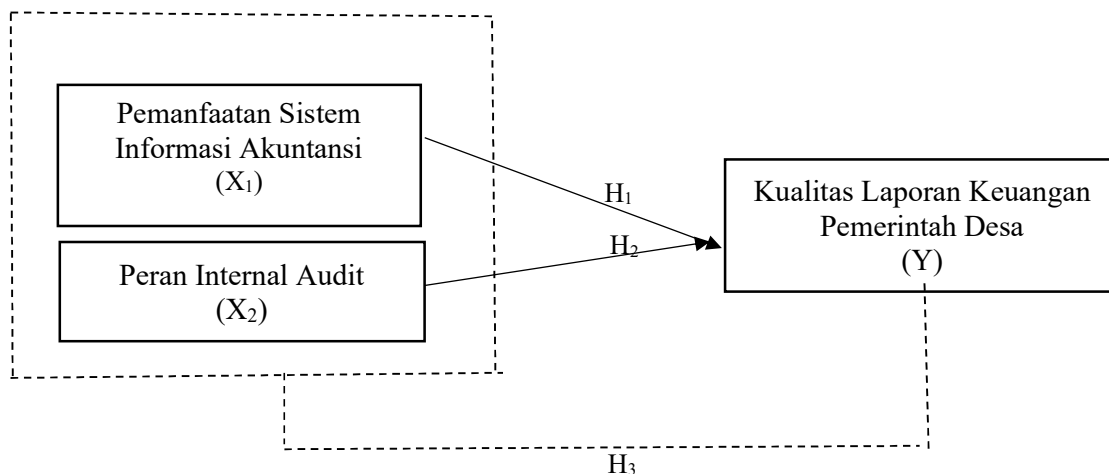 Pemanfaatan Sistem
Informasi Akuntansi
(X₁)
Peran Internal Audit
(X₂)
H₁
H₂
Kualitas Laporan Keuangan
Pemerintah Desa
(Y)
H₃